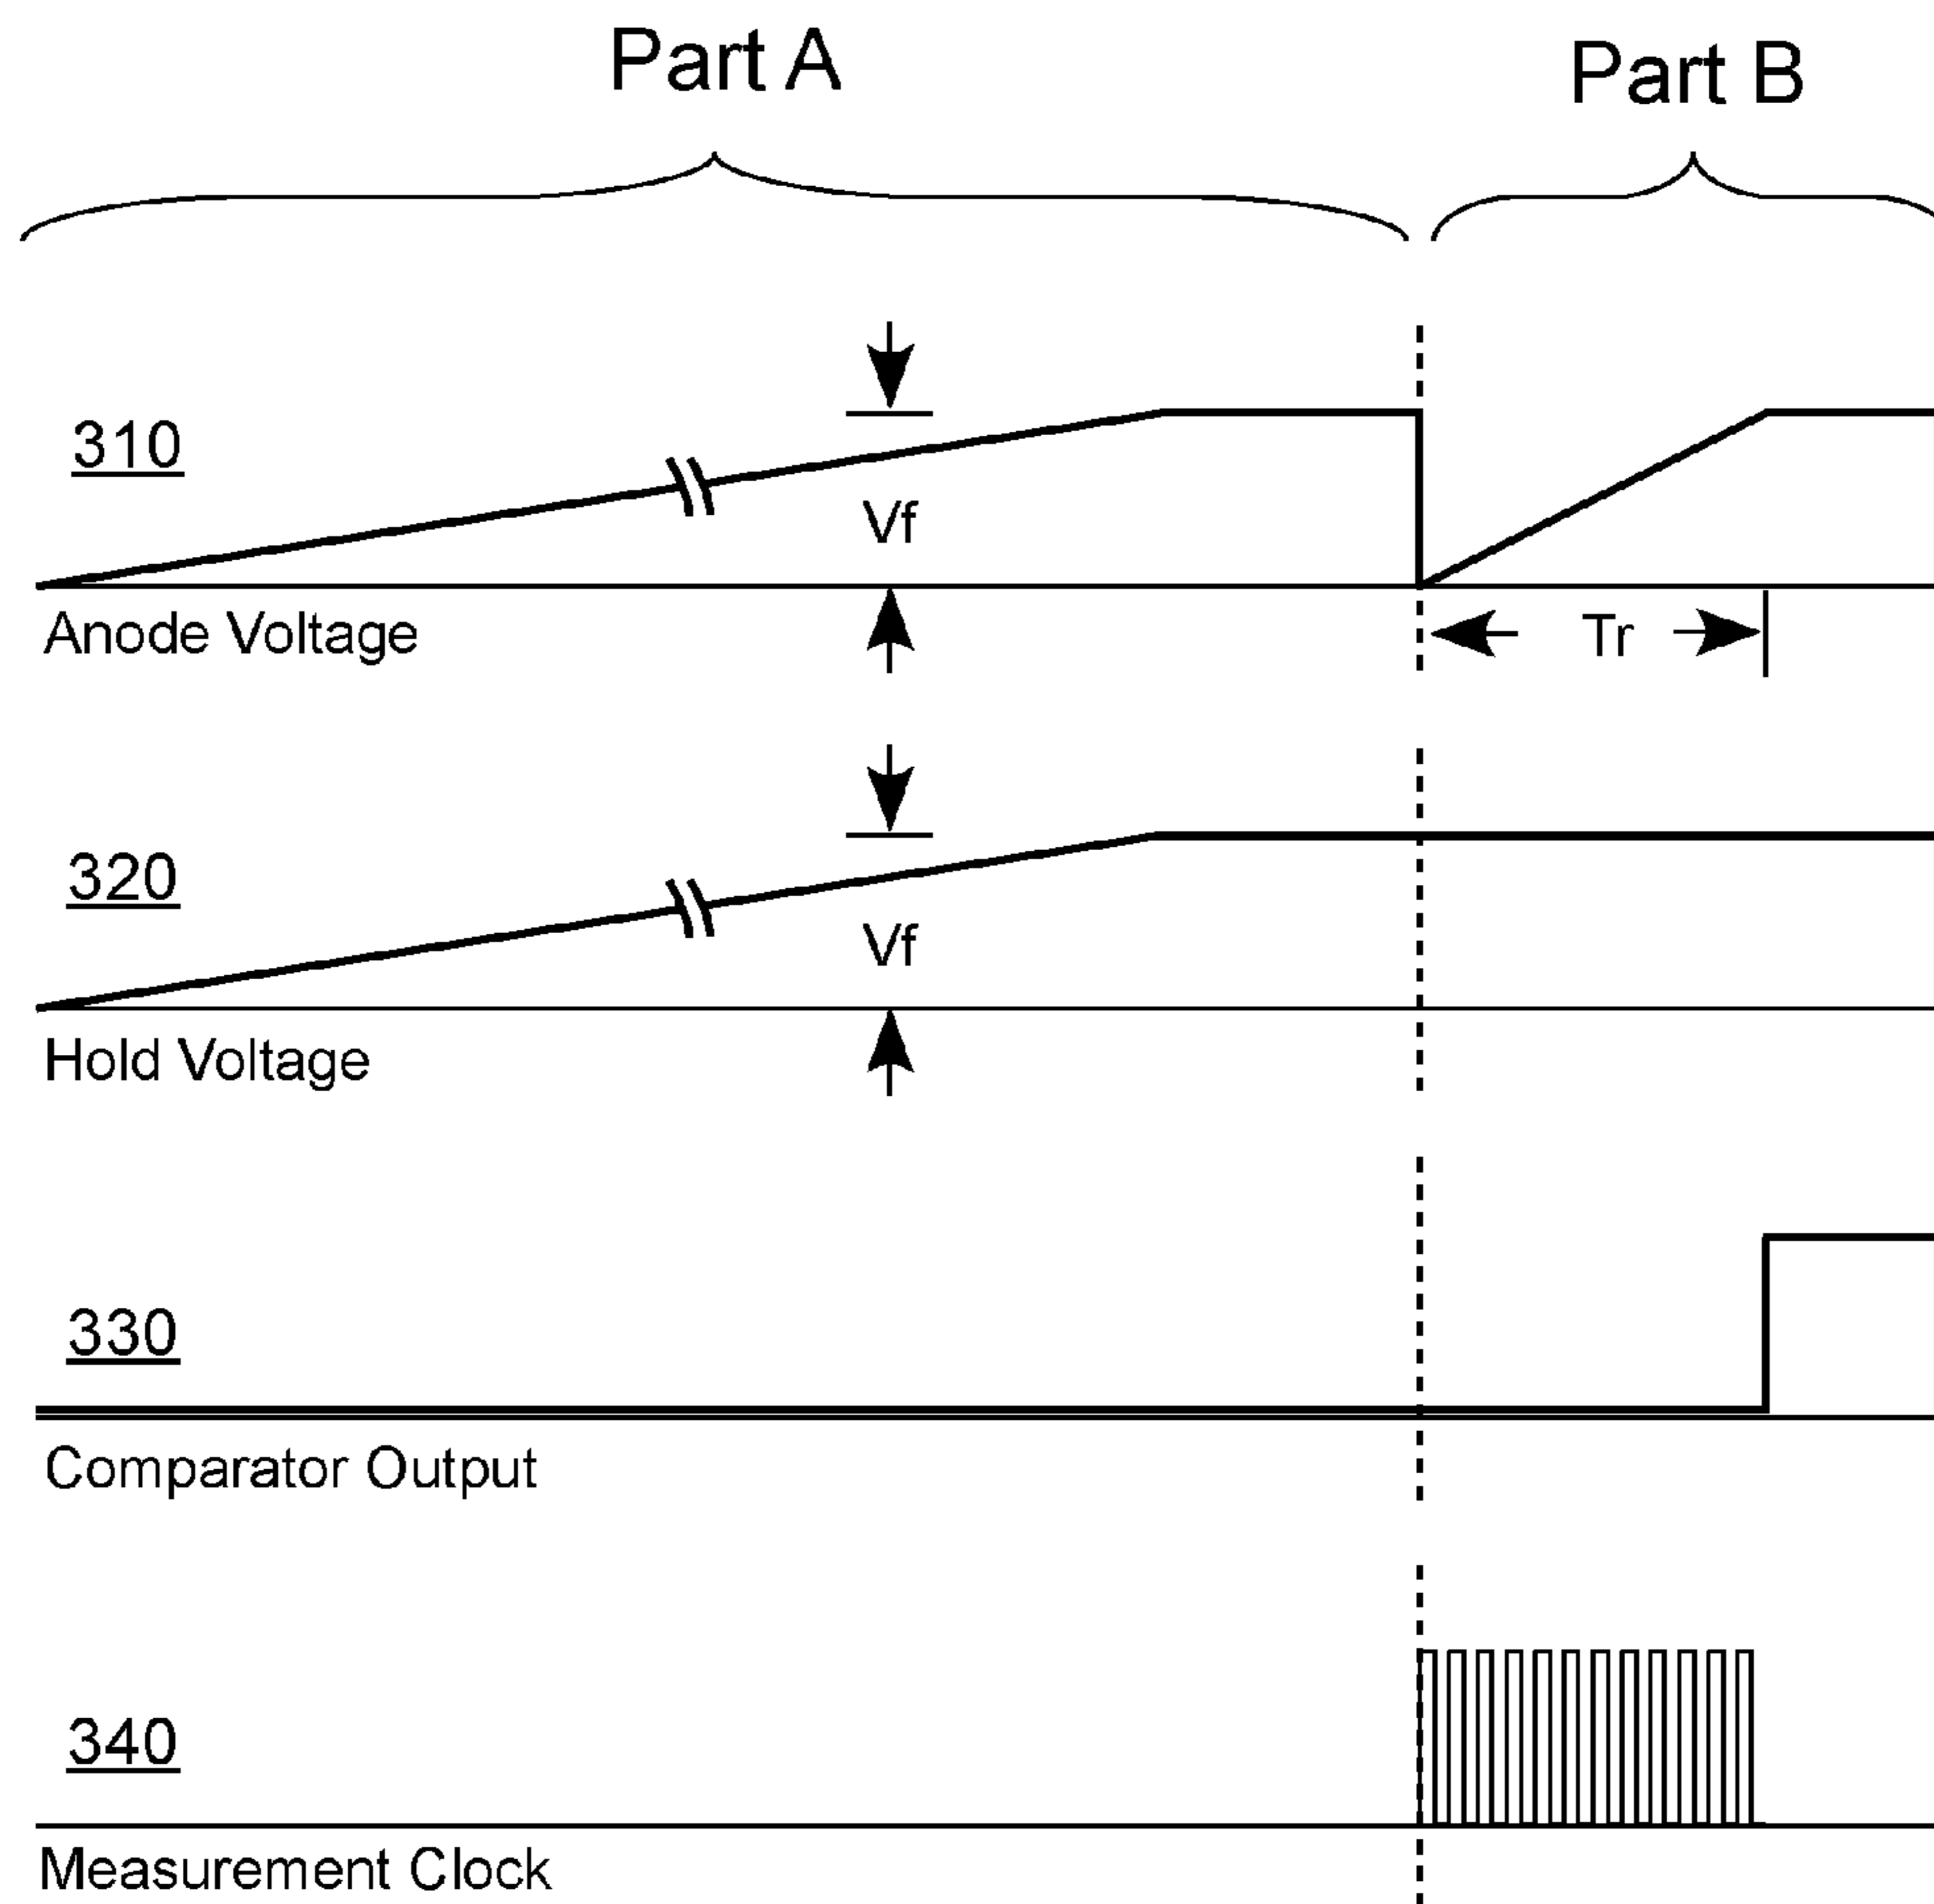 Part A
Part B
310
Vf
Anode Voltage
Tr
320
Vf
Hold Voltage
330
Comparator Output
340
Measurement Clock